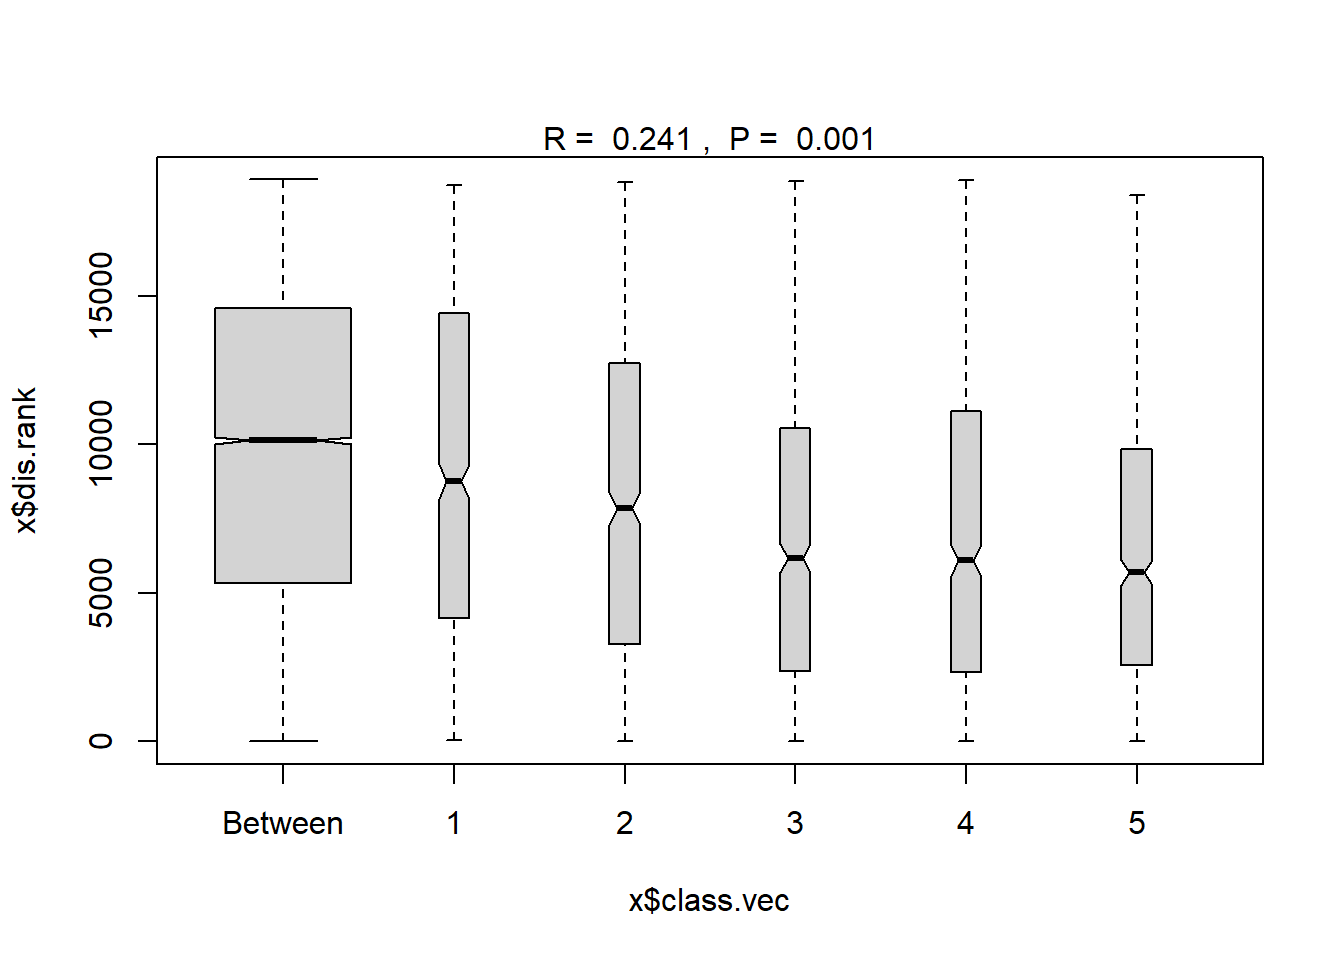 R =  0.241 ,  P =  0.001
x$dis.rank
15000
10000
5000
0
Between 1 2 3 4 5
x$class.vec